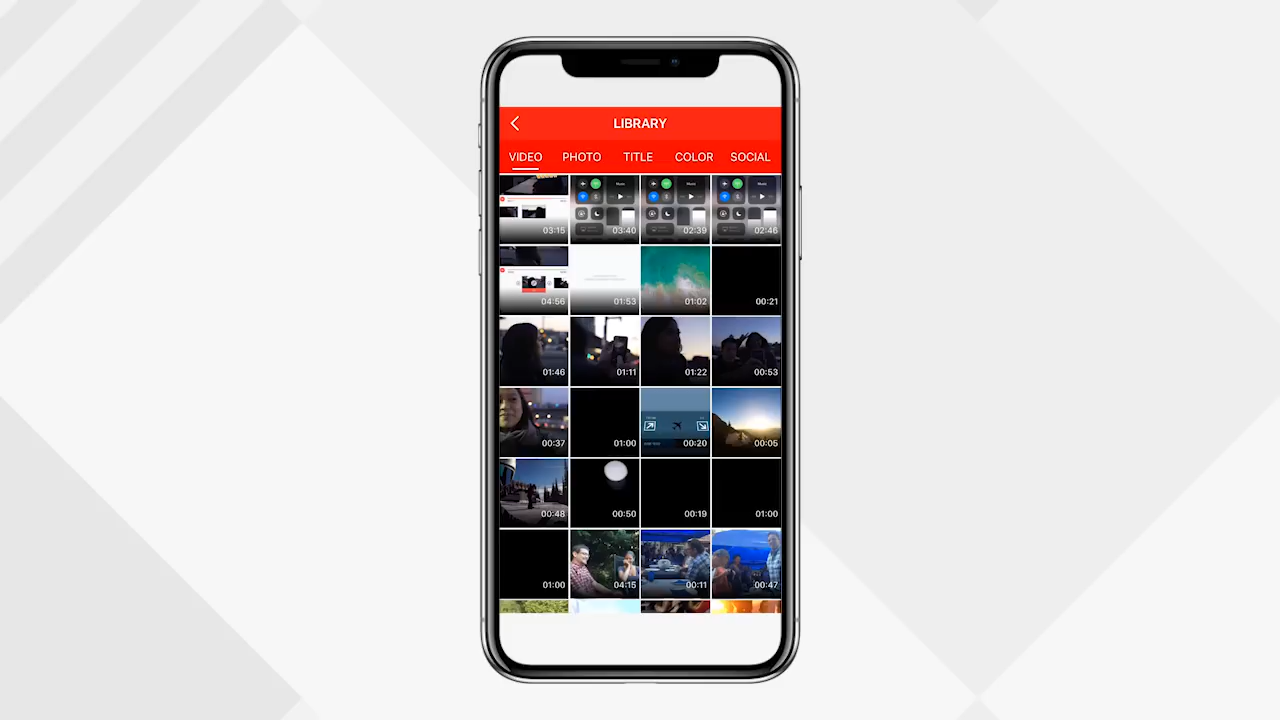 LIBRARY
VIDEO PHOTO TITLE COLOR SOCIAL
03:15 03:40 02:39 02:46
04:56 01:53 01:02 00:21
01:46 01:11 01:22 00:53
00:37 01:00 00:20 00:05
00:48 00:50 00:19 01:00
01:00 04:15 00:11 00:47